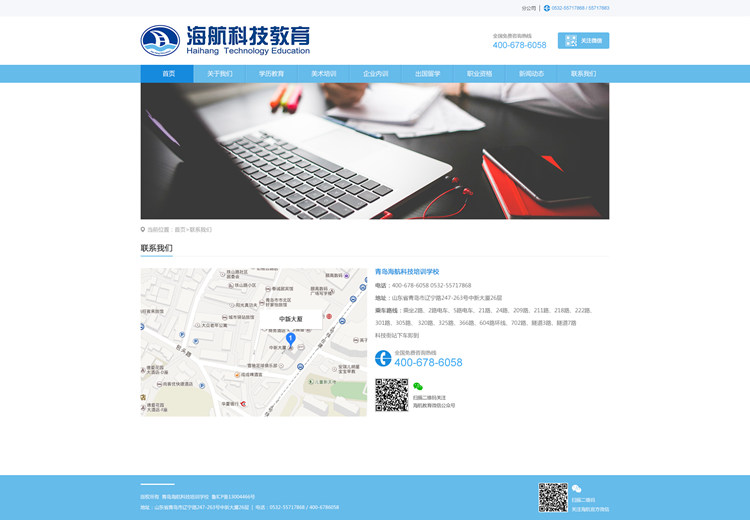 分公司 | 0532-55717868 / 55717883
海航科技教育
Haihang Technology Education
全国免费咨询热线
400-678-6058
关注微信
首页 关于我们 学历教育 美术培训 企业内训 出国留学 职业资格 新闻动态 联系我们
当前位置：首页>联系我们
联系我们
中新大厦
青岛海航科技培训学校
电话：400-678-6058 0532-55717868
地址：山东省青岛市辽宁路247-263号中新大厦26层
乘车路线：乘坐2路、2路电车、5路电车、21路、24路、209路、211路、218路、222路、
301路、305路、320路、325路、366路、604路环线、702路、隧道3路、隧道7路
科技街站下车即到
全国免费咨询热线
400-678-6058
扫描二维码关注
海航教育微信公众号
版权所有 青岛海航科技培训学校
地址：山东省青岛市辽宁路247-263号中新大厦26层 | 电话：0532-55717868 / 400-6786058
扫描二维码
关注海航官方微信